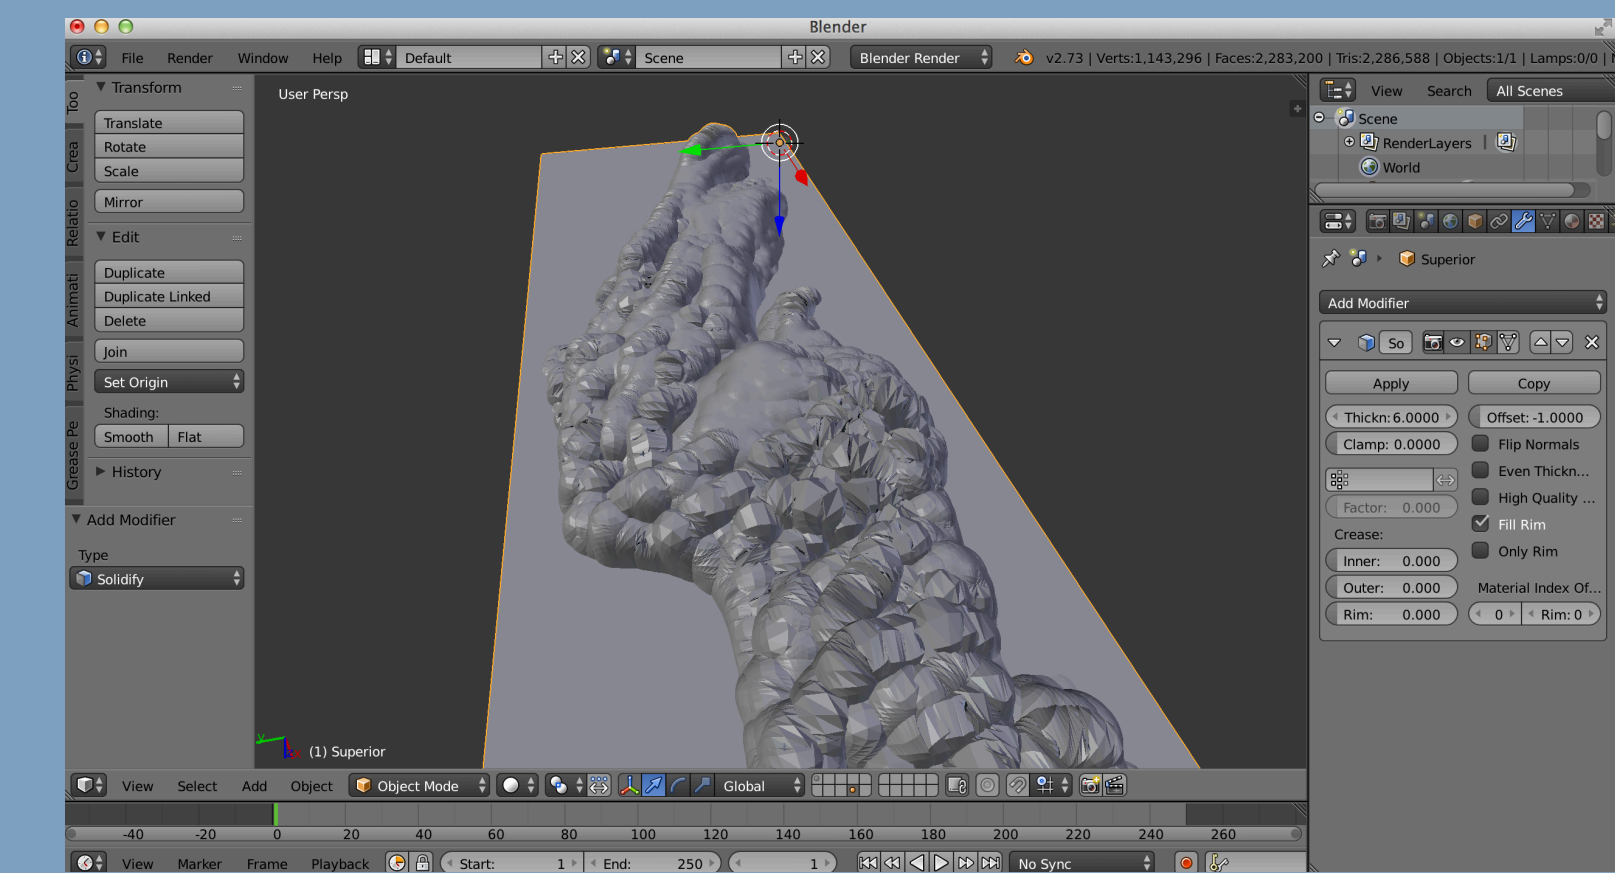 Blender
File Render Window Help Default Scene Blender Render v2.73 | Verts:1,143,296 | Faces:2,283,200 | Tris:2,286,588 | Objects:1/1 | Lamps:0/0 |
Too
Crea
Relatio
Animati
Physi
Grease Pe
Transform
Translate
Rotate
Scale
Mirror
Edit
Duplicate
Duplicate Linked
Delete
Join
Set Origin
Shading:
Smooth Flat
History
Add Modifier
Type
Solidify
User Persp
y
z
(1) Superior
View Search All Scenes
Scene
RenderLayers |
World
Superior
Add Modifier
So
Apply Copy
Thickn: 6.0000 Offset: -1.0000
Clamp: 0.0000 Flip Normals
Even Thickn...
High Quality ...
Factor: 0.000
Fill Rim
Crease:
Only Rim
Inner: 0.000
Outer: 0.000 Material Index Of...
Rim: 0.000 0 Rim: 0
View Select Add Object Object Mode Global
-40 -20 0 20 40 60 80 100 120 140 160 180 200 220 240 260
View Marker Frame Playback Start: 1 End: 250 1 No Sync